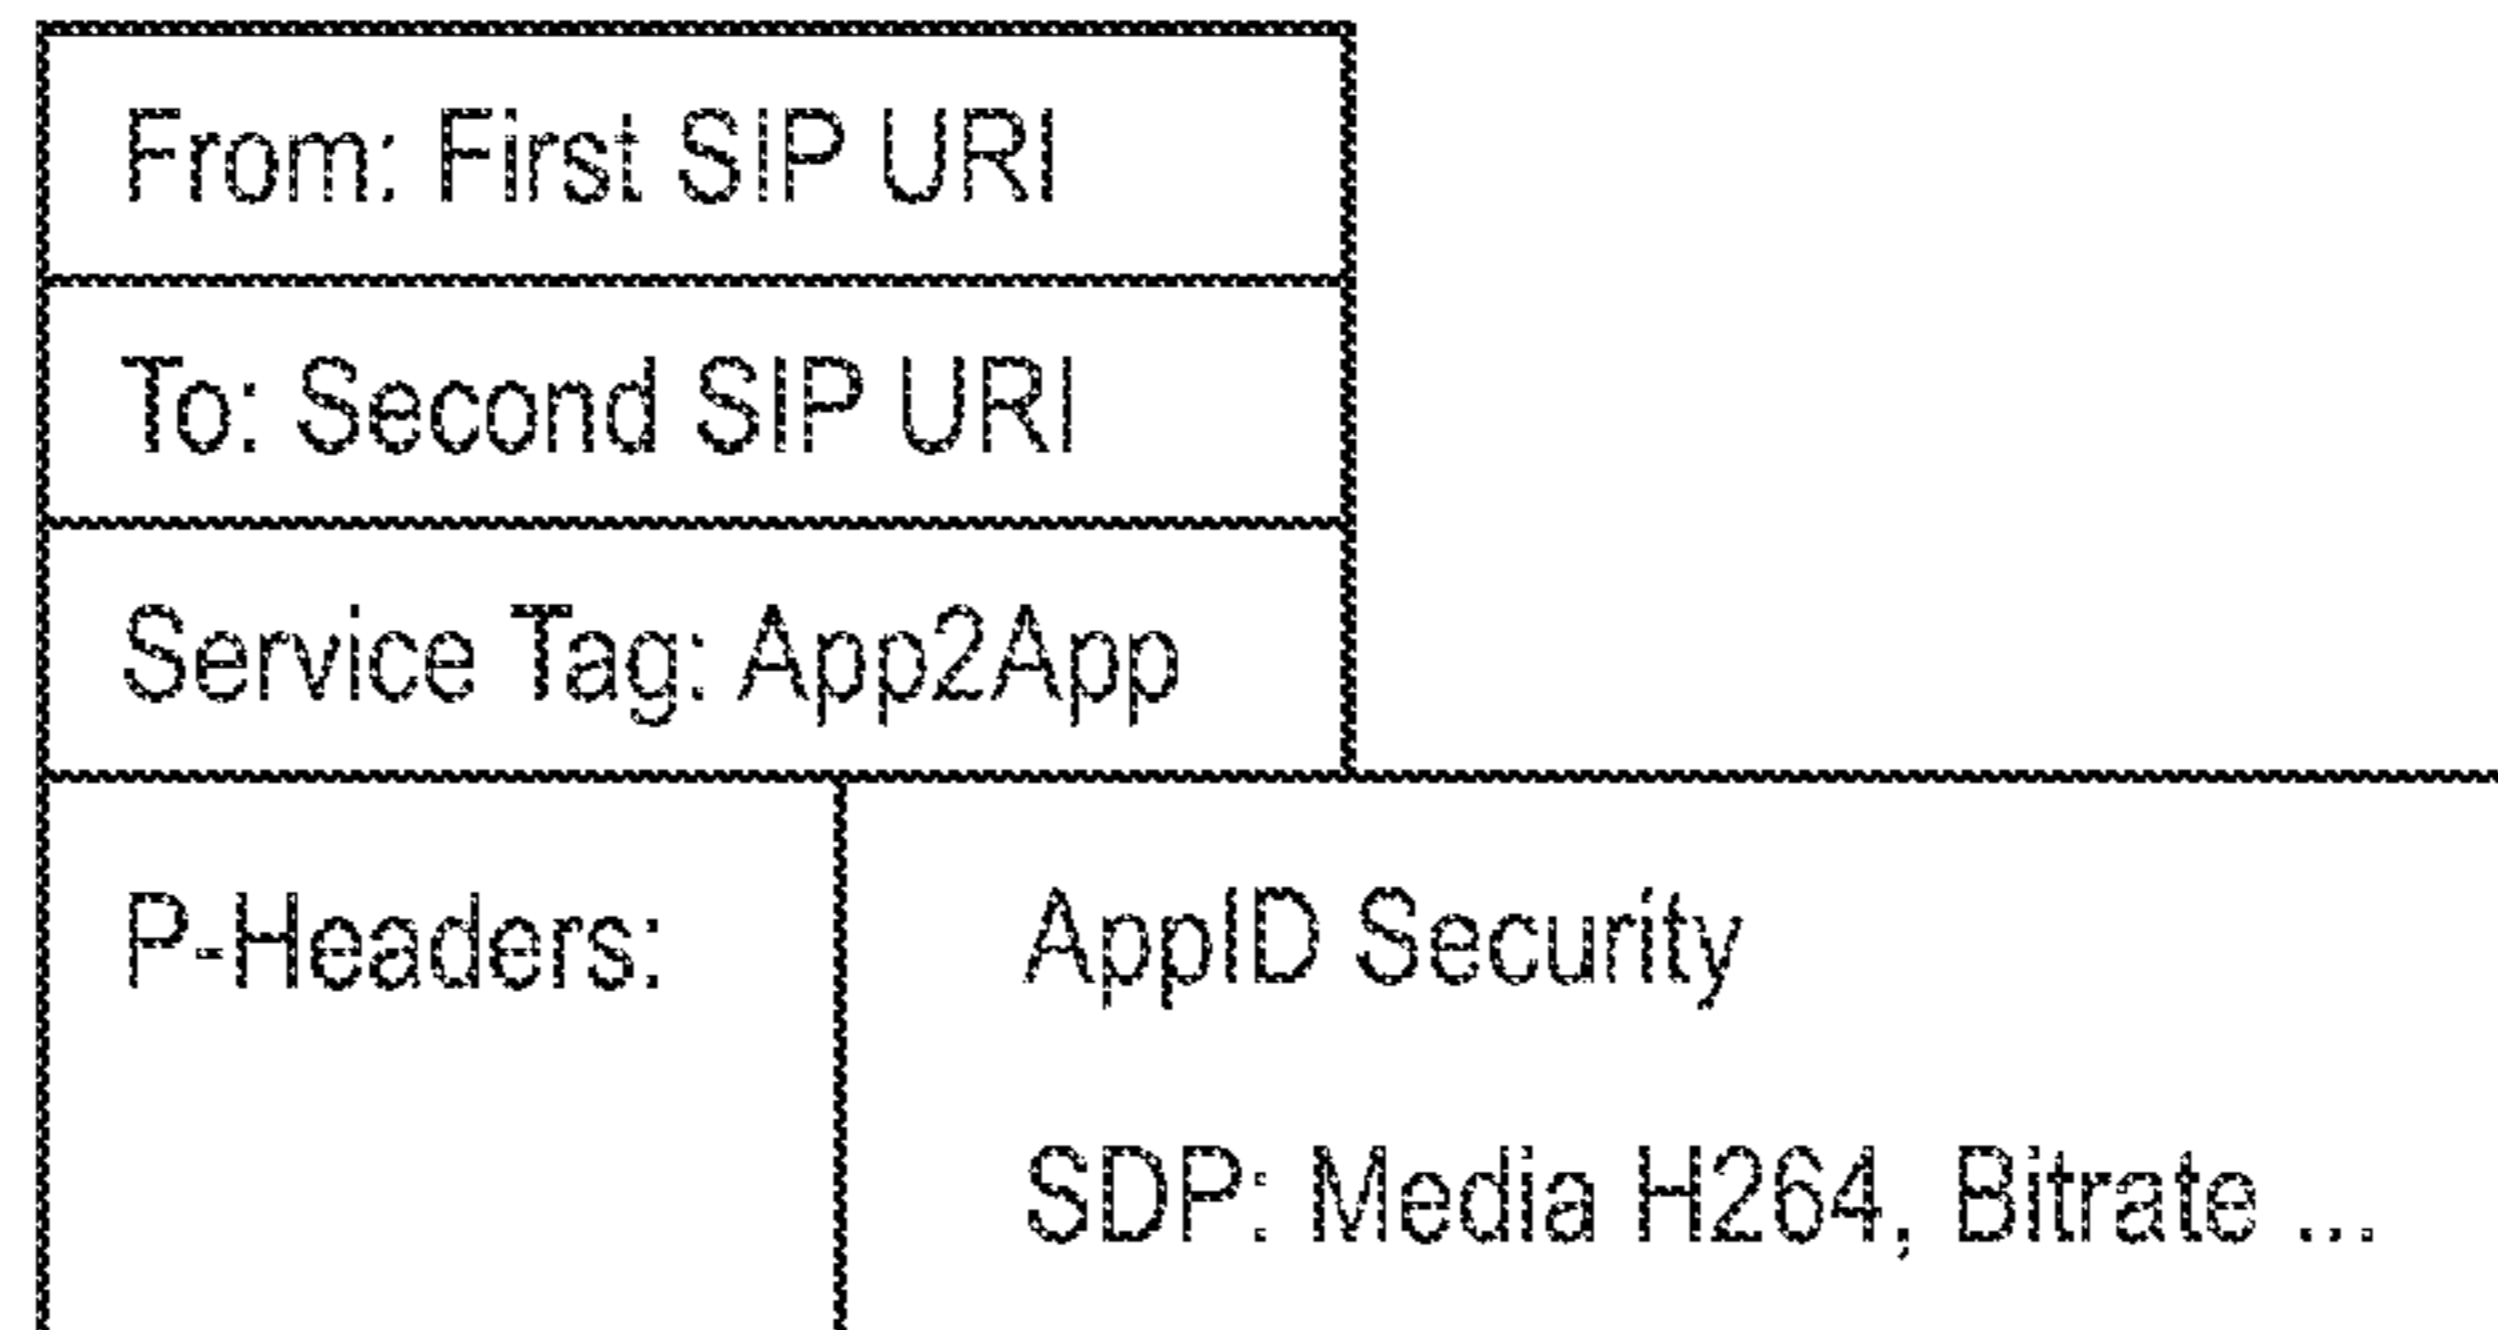 From: First SIP URI
To: Second SIP URI
Service Tag: App2App
P-Headers: AppID Security
SDP: Media H264, Bitrate ...